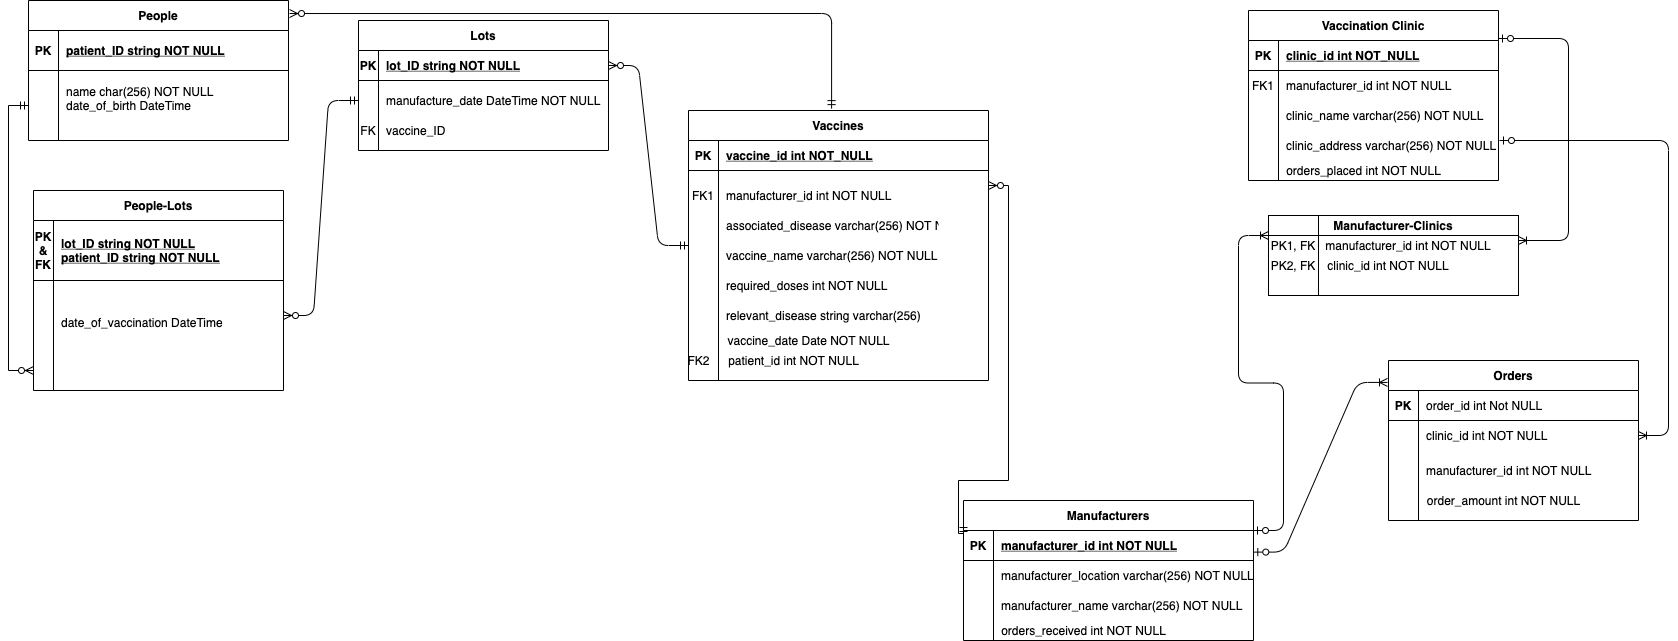 People
PK patient_ID string NOT NULL
name char(256) NOT NULL
date_of_birth DateTime
Lots
PK lot_ID string NOT NULL
manufacture_date DateTime NOT NULL
FK vaccine_ID
People-Lots
PK
&
FK
lot_ID string NOT NULL
patient_ID string NOT NULL
date_of_vaccination DateTime
Vaccines
PK vaccine_id int NOT_NULL
FK1 manufacturer_id int NOT NULL
associated_disease varchar(256) NOT N
vaccine_name varchar(256) NOT NULL
required_doses int NOT NULL
relevant_disease string varchar(256)
vaccine_date Date NOT NULL
FK2 patient_id int NOT NULL
Vaccination Clinic
PK clinic_id int NOT_NULL
FK1 manufacturer_id int NOT NULL
clinic_name varchar(256) NOT NULL
clinic_address varchar(256) NOT NULL
orders_placed int NOT NULL
Manufacturer-Clinics
PK1, FK manufacturer_id int NOT NULL
PK2, FK clinic_id int NOT NULL
Orders
PK order_id int Not NULL
clinic_id int NOT NULL
manufacturer_id int NOT NULL
order_amount int NOT NULL
Manufacturers
PK manufacturer_id int NOT NULL
manufacturer_location varchar(256) NOT NULL
manufacturer_name varchar(256) NOT NULL
orders_received int NOT NULL